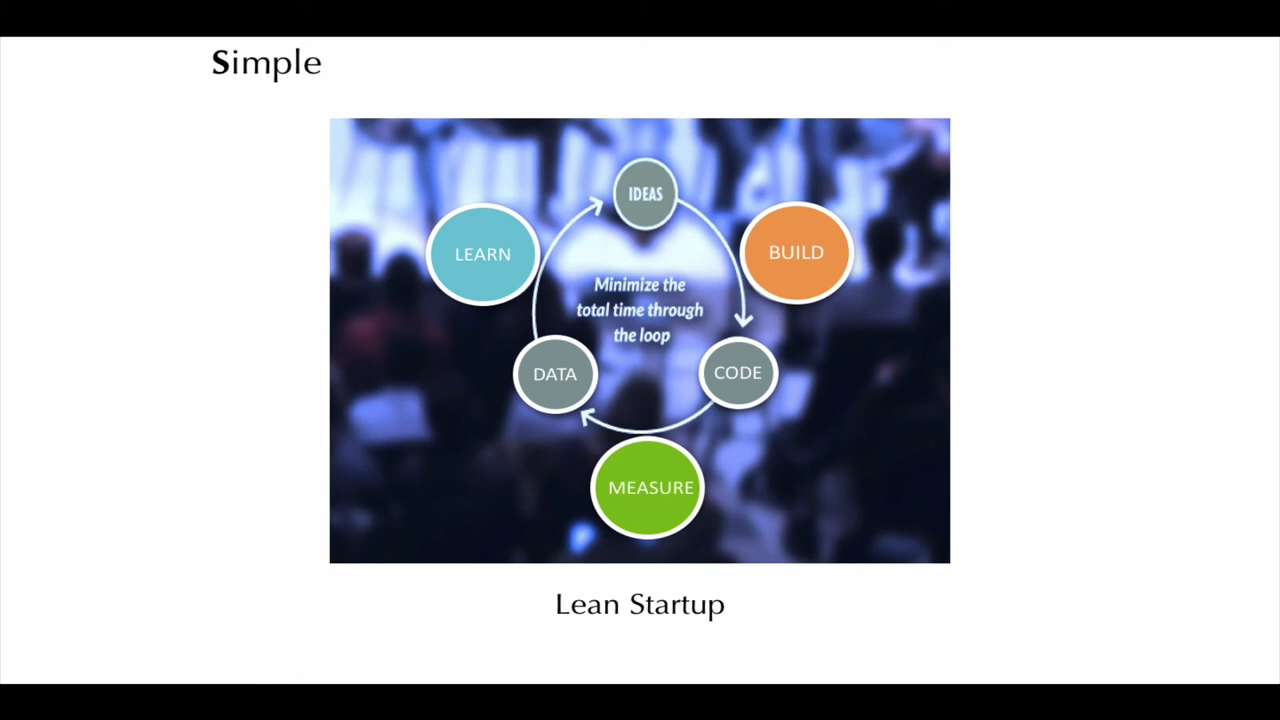 Simple
IDEAS
LEARN
BUILD
Minimize the
total time through
the loop
DATA
CODE
MEASURE
Lean Startup